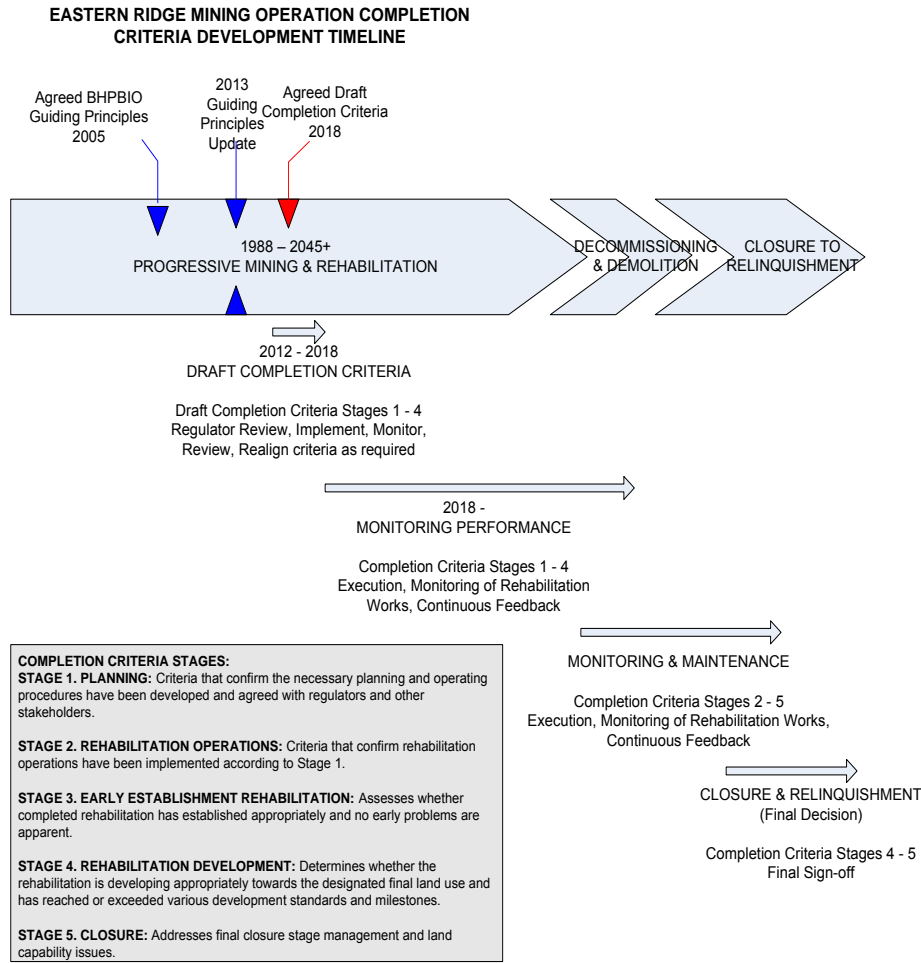 EASTERN RIDGE MINING OPERATION COMPLETION
CRITERIA DEVELOPMENT TIMELINE
Agreed BHPBIO
Guiding Principles
2005
2013
Guiding
Principles
Update
Agreed Draft
Completion Criteria
2018
1988 – 2045+
PROGRESSIVE MINING & REHABILITATION
DECOMMISSIONING
& DEMOLITION
CLOSURE TO
RELINQUISHMENT
2012 - 2018
DRAFT COMPLETION CRITERIA
Draft Completion Criteria Stages 1 - 4
Regulator Review, Implement, Monitor,
Review, Realign criteria as required
2018 -
MONITORING PERFORMANCE
Completion Criteria Stages 1 - 4
Execution, Monitoring of Rehabilitation
Works, Continuous Feedback
MONITORING & MAINTENANCE
Completion Criteria Stages 2 - 5
Execution, Monitoring of Rehabilitation Works,
Continuous Feedback
CLOSURE & RELINQUISHMENT
(Final Decision)
Completion Criteria Stages 4 - 5
Final Sign-off
COMPLETION CRITERIA STAGES:
STAGE 1. PLANNING: Criteria that confirm the necessary planning and operating
procedures have been developed and agreed with regulators and other
stakeholders.
STAGE 2. REHABILITATION OPERATIONS: Criteria that confirm rehabilitation
operations have been implemented according to Stage 1.
STAGE 3. EARLY ESTABLISHMENT REHABILITATION: Assesses whether
completed rehabilitation has established appropriately and no early problems are
apparent.
STAGE 4. REHABILITATION DEVELOPMENT: Determines whether the
rehabilitation is developing appropriately towards the designated final land use and
has reached or exceeded various development standards and milestones.
STAGE 5. CLOSURE: Addresses final closure stage management and land
capability issues.